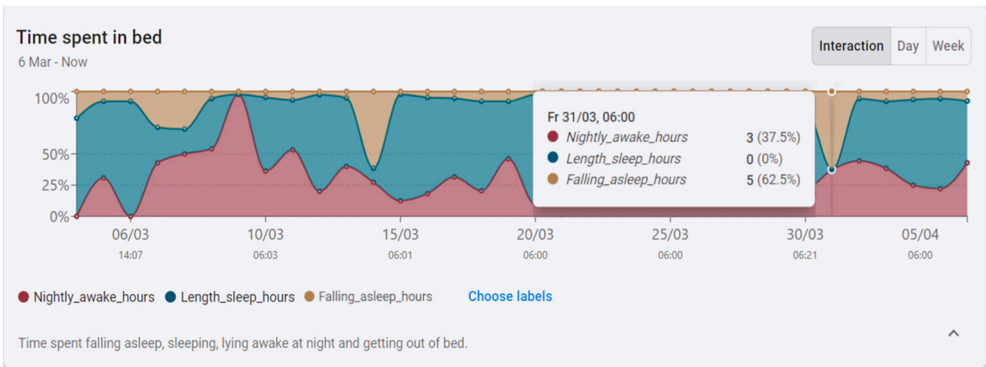 Time spent in bed
6 Mar - Now
Interaction Day Week
100%
50%
25%
0%
Fr 31/03, 06:00
Nightly_awake_hours 3 (37.5%)
Length_sleep_hours 0 (0%)
Falling_asleep_hours 5 (62.5%)
06/03 10/03 15/03 20/03 25/03 30/03 05/04
14:07 06:03 06:01 06:00 06:00 06:21 06:00
Nightly_awake_hours Length_sleep_hours Falling_asleep_hours Choose labels
Time spent falling asleep, sleeping, lying awake at night and getting out of bed.